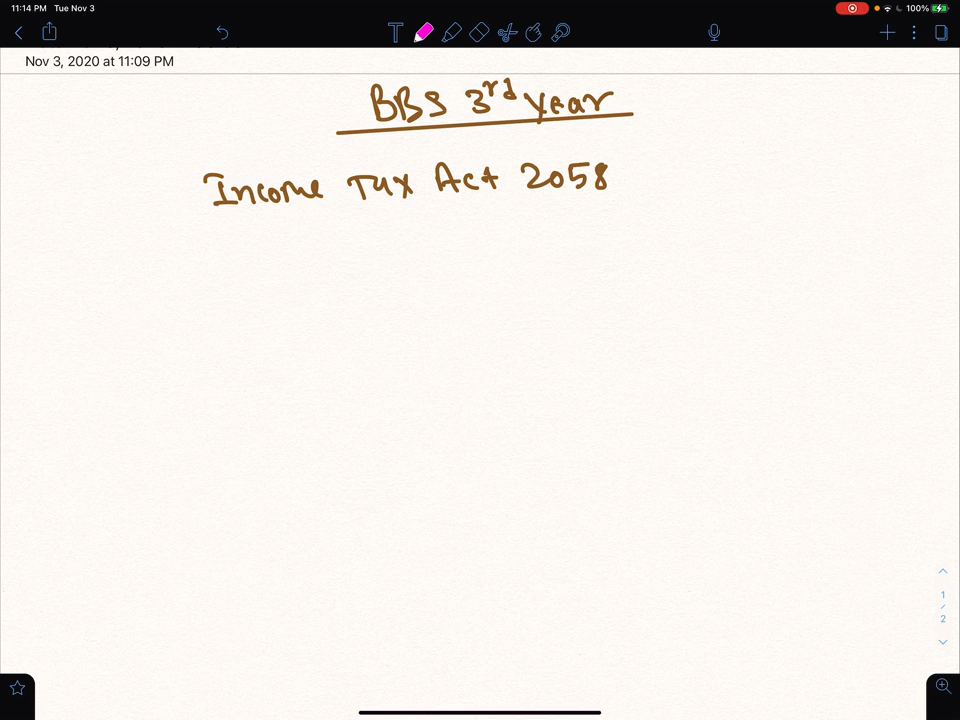 11:14 PM Tue Nov 3
100%
Nov 3, 2020 at 11:09 PM
BBS 3rd year
Income Tax Act 2058
1
/
2